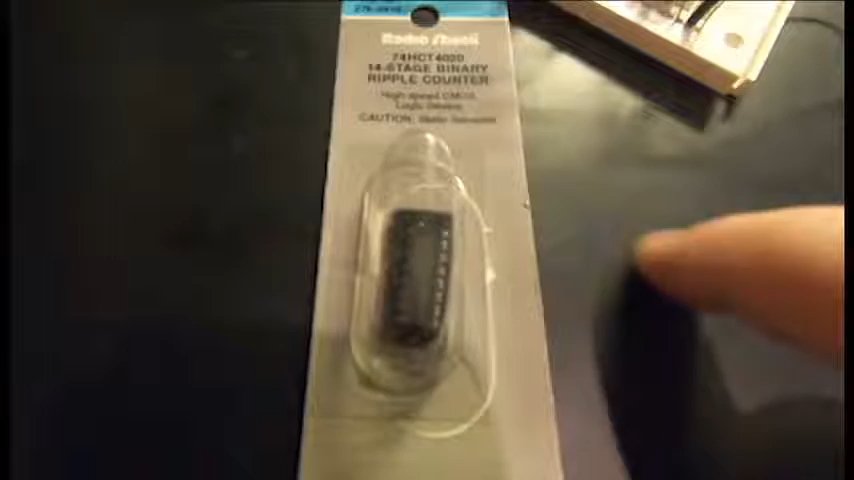 Radio Shack
74HCT4020
14-STAGE BINARY
RIPPLE COUNTER
High-speed CMOS
Logic Device
CAUTION: Static Sensitive